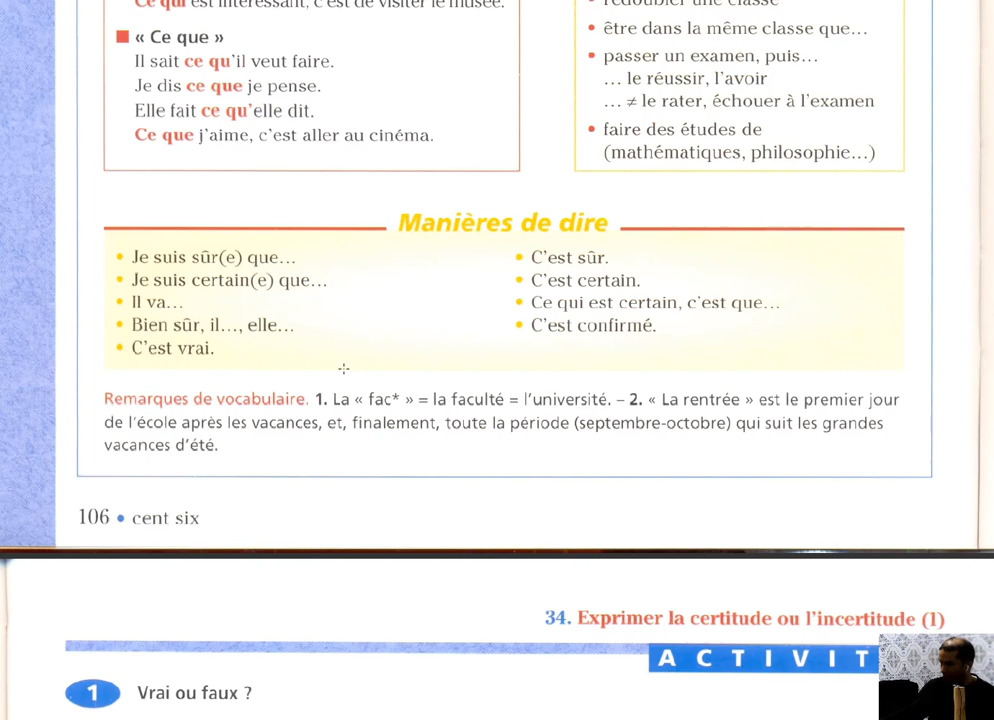 Ce qui est intéressant, c'est de visiter le musée.
■ « Ce que »
Il sait ce qu'il veut faire.
Je dis ce que je pense.
Elle fait ce qu'elle dit.
Ce que j'aime, c'est aller au cinéma.
• redoubler une classe
• être dans la même classe que…
• passer un examen, puis…
… le réussir, l'avoir
… ≠ le rater, échouer à l'examen
• faire des études de
(mathématiques, philosophie…)
Manières de dire
• Je suis sûr(e) que…
• Je suis certain(e) que…
• Il va…
• Bien sûr, il…, elle…
• C'est vrai.
• C'est sûr.
• C'est certain.
• Ce qui est certain, c'est que…
• C'est confirmé.
Remarques de vocabulaire. 1. La « fac* » = la faculté = l'université. – 2. « La rentrée » est le premier jour
de l'école après les vacances, et, finalement, toute la période (septembre-octobre) qui suit les grandes
vacances d'été.
106 • cent six
34. Exprimer la certitude ou l'incertitude (1)
ACTIVIT
1 Vrai ou faux ?